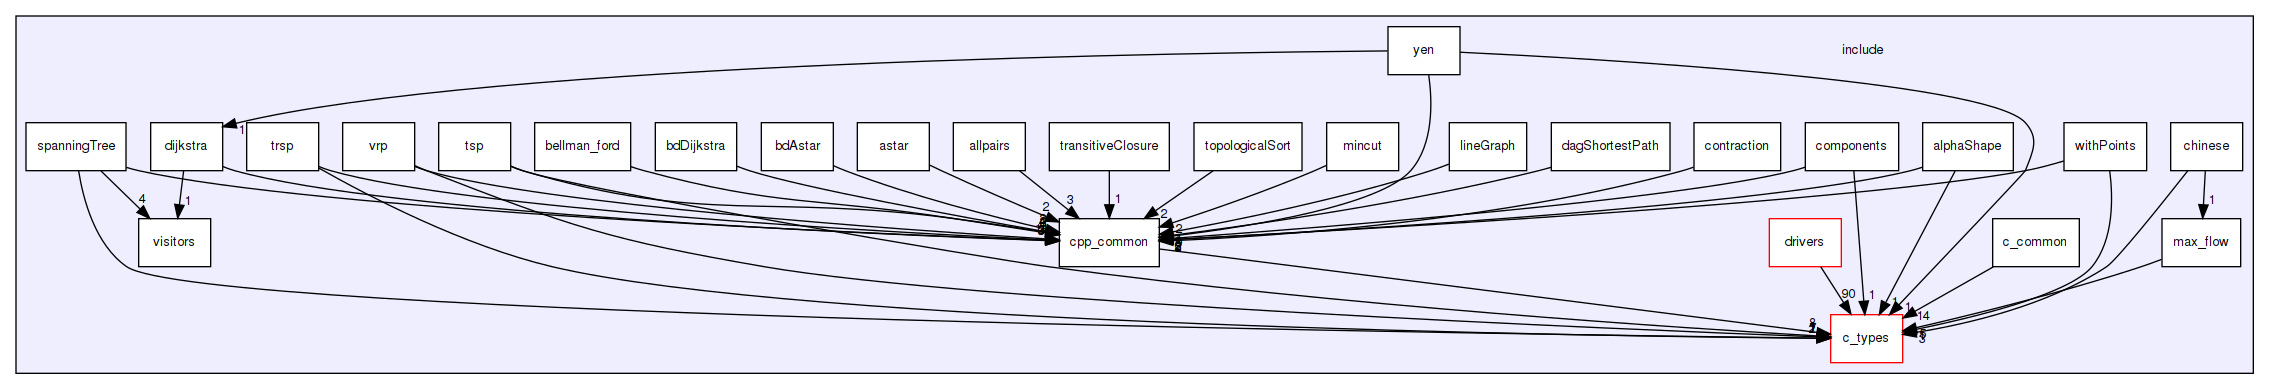 yen
include
1
spanningTree
dijkstra
trsp
vrp
tsp
bellman_ford
bdDijkstra
bdAstar
astar
allpairs
transitiveClosure
topologicalSort
mincut
lineGraph
dagShortestPath
contraction
components
alphaShape
withPoints
chinese
4
1
2
3
1
2
2
1
visitors
cpp_common
drivers
c_common
max_flow
90
1
1
1
14
3
c_types